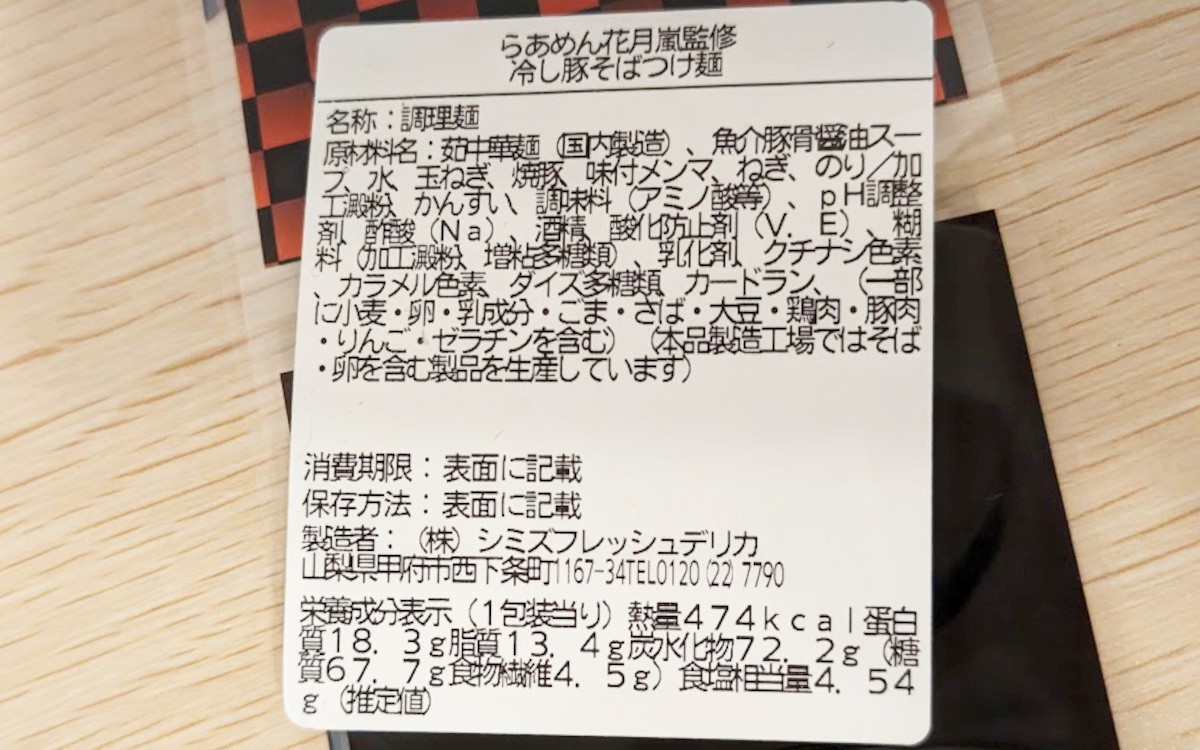 らあめん花月嵐監修
冷し豚そばつけ麺
名称：調理麺
原材料名：茹中華麺（国内製造）、魚介豚骨醤油スー
プ、水、玉ねぎ、焼豚、味付メンマ、ねぎ、のり／加
工澱粉、かんすい、調味料（アミノ酸等）、ｐＨ調整
剤、酢酸（Ｎａ）、酒精、酸化防止剤（Ｖ．Ｅ）、糊
料（加工澱粉、増粘多糖類）、乳化剤、クチナシ色素
、カラメル色素、ダイズ多糖類、カードラン、（一部
に小麦・卵・乳成分・ごま・さば・大豆・鶏肉・豚肉
・りんご・ゼラチンを含む）（本品製造工場ではそば
・卵を含む製品を生産しています）
消費期限：表面に記載
保存方法：表面に記載
製造者：（株）シミズフレッシュデリカ
山梨県甲府市西下条町1167-34TEL0120(22)7790
栄養成分表示（１包装当り）熱量４７４ｋｃａｌ蛋白
質１８．３ｇ脂質１３．４ｇ炭水化物７２．２ｇ（糖
質６７．７ｇ食物繊維４．５ｇ）食塩相当量４．５４
ｇ（推定値）